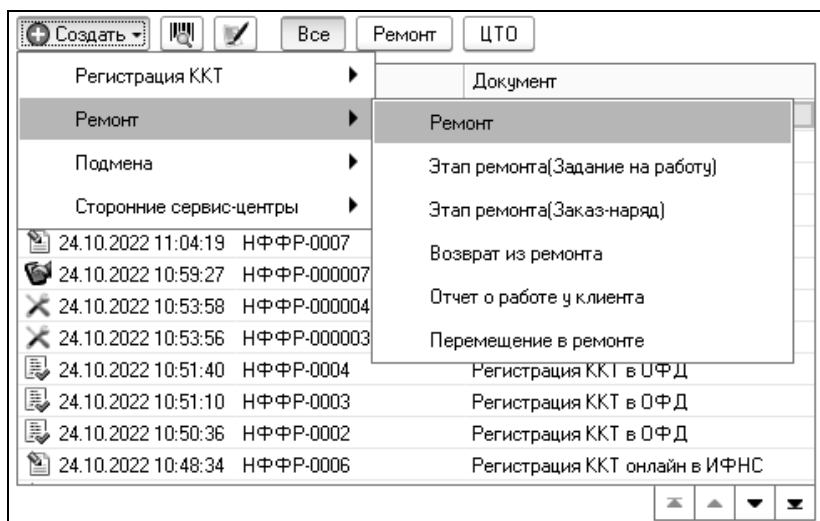 Создать Все Ремонт ЦТО
Регистрация ККТ Документ
Ремонт Ремонт
Подмена Этап ремонта(Задание на работу)
Сторонние сервис-центры Этап ремонта(Заказ-наряд)
24.10.2022 11:04:19 НФФР-0007 Возврат из ремонта
24.10.2022 10:59:27 НФФР-000007
24.10.2022 10:53:58 НФФР-000004 Отчет о работе у клиента
24.10.2022 10:53:56 НФФР-000003 Перемещение в ремонте
24.10.2022 10:51:40 НФФР-0004 Регистрация ККТ в ОФД
24.10.2022 10:51:10 НФФР-0003 Регистрация ККТ в ОФД
24.10.2022 10:50:36 НФФР-0002 Регистрация ККТ в ОФД
24.10.2022 10:48:34 НФФР-0006 Регистрация ККТ онлайн в ИФНС